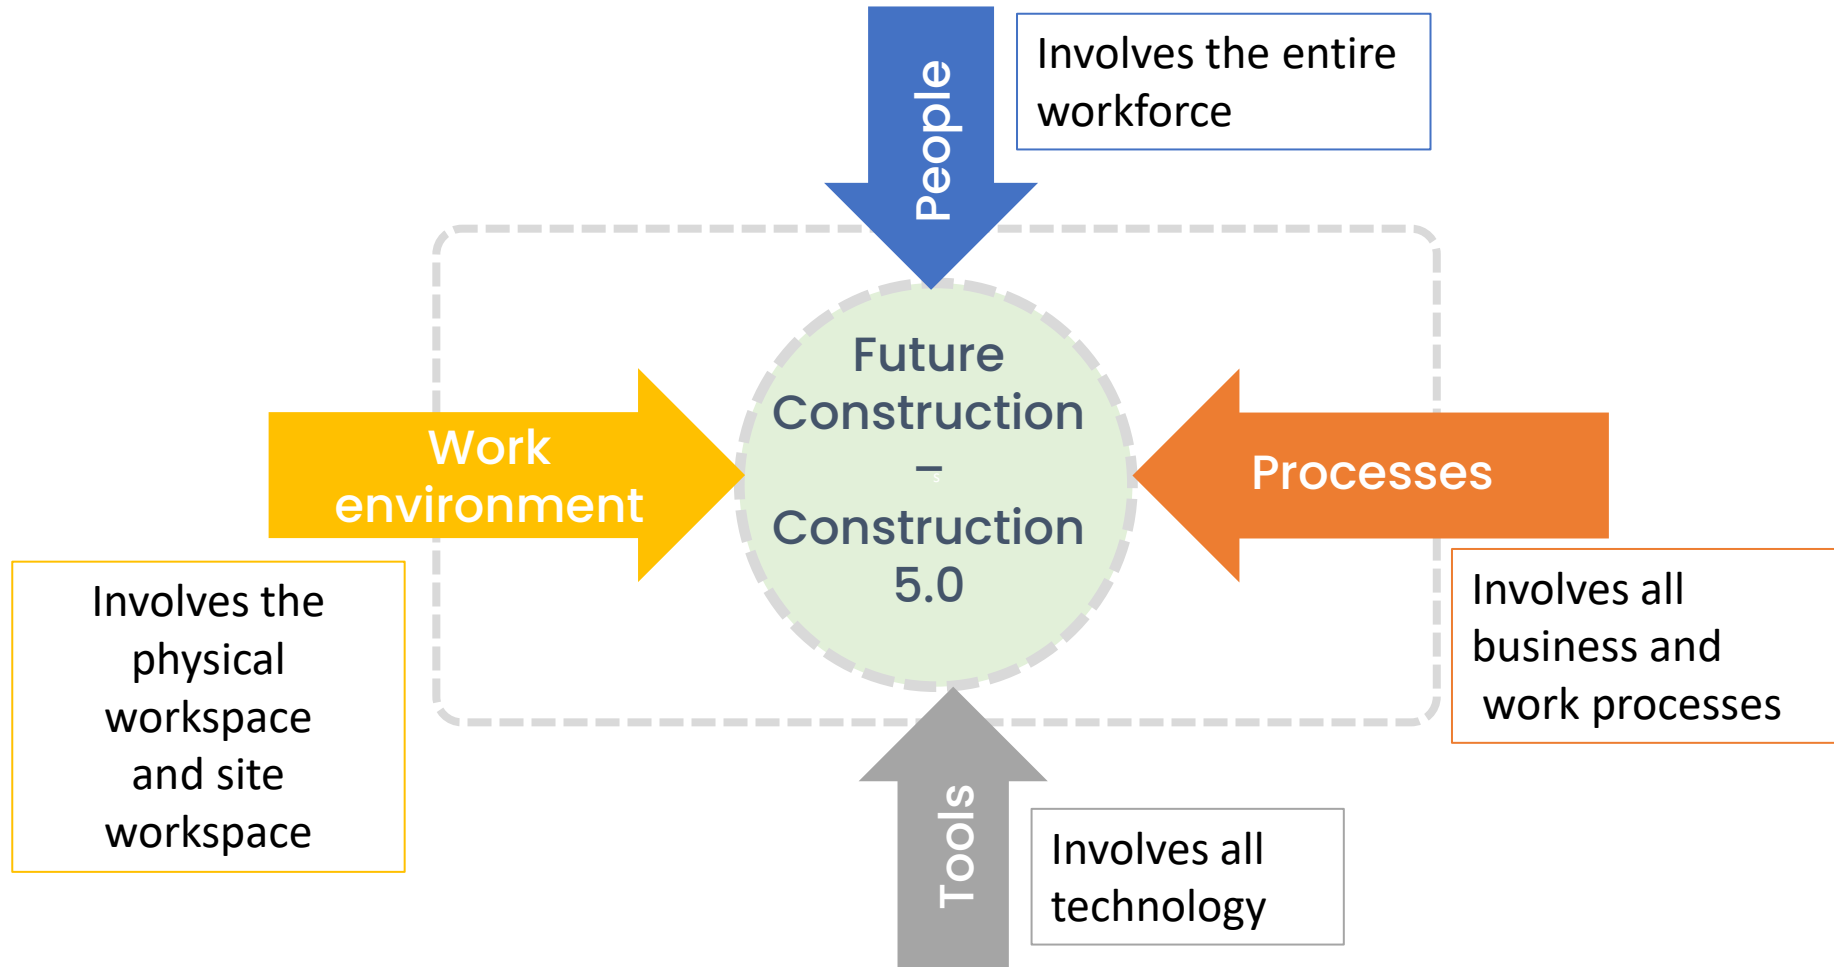 People
Involves the entire
workforce
Future
Construction
–
s
Construction
5.0
Work
environment
Processes
Involves the
physical
workspace
and site
workspace
Involves all
business and
work processes
Tools
Involves all
technology